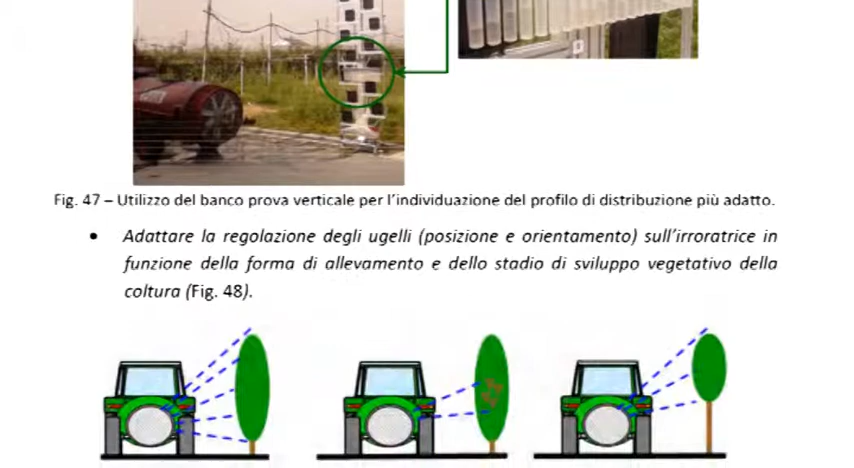 Fig. 47 – Utilizzo del banco prova verticale per l'individuazione del profilo di distribuzione più adatto.
• Adattare la regolazione degli ugelli (posizione e orientamento) sull'irroratrice in
funzione della forma di allevamento e dello stadio di sviluppo vegetativo della
coltura (Fig. 48).